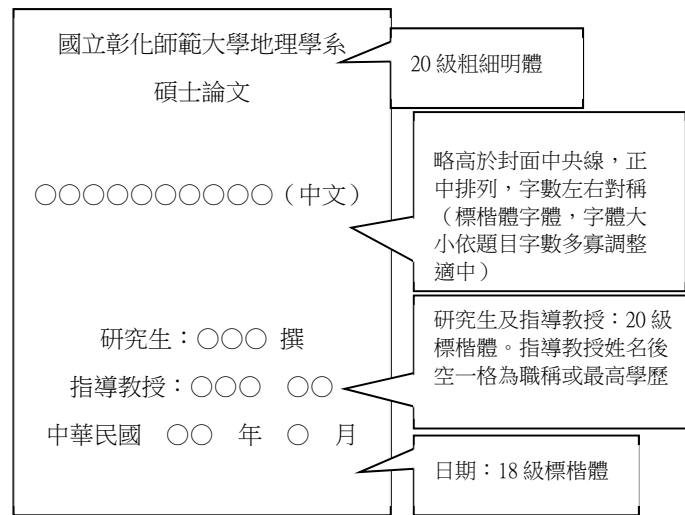 國立彰化師範大學地理學系
碩士論文
20 級粗細明體
○○○○○○○○○○（中文）
略高於封面中央線，正
中排列，字數左右對稱
（標楷體字體，字體大
小依題目字數多寡調整
適中）
研究生：○○○ 撰
指導教授：○○○　○○
中華民國　○○　年　○　月
研究生及指導教授：20 級
標楷體。指導教授姓名後
空一格為職稱或最高學歷
日期：18 級標楷體